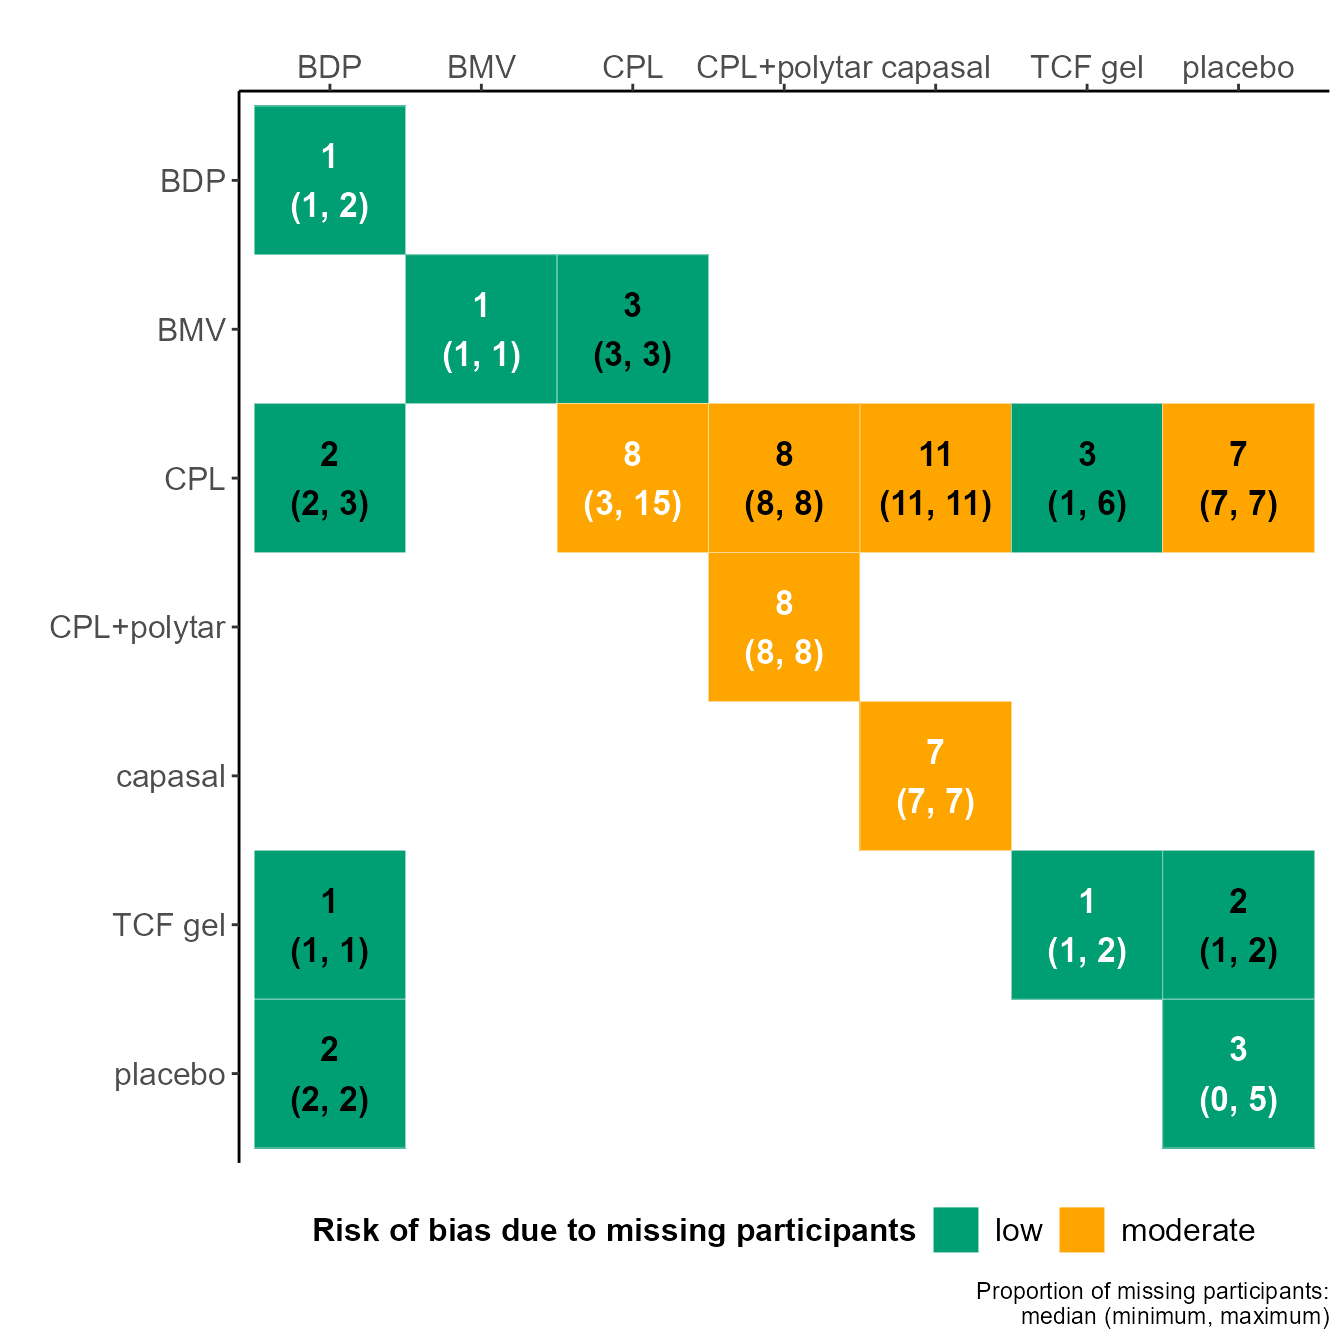 BDP BMV CPL CPL+polytar capasal TCF gel placebo
BDP
1
(1, 2)
BMV
1 3
(1, 1) (3, 3)
CPL
2 8 8 11 3 7
(2, 3) (3, 15) (8, 8) (11, 11) (1, 6) (7, 7)
CPL+polytar
8
(8, 8)
capasal
7
(7, 7)
TCF gel
1 1 2
(1, 1) (1, 2) (1, 2)
placebo
2 3
(2, 2) (0, 5)
Risk of bias due to missing participants low moderate
Proportion of missing participants:
median (minimum, maximum)